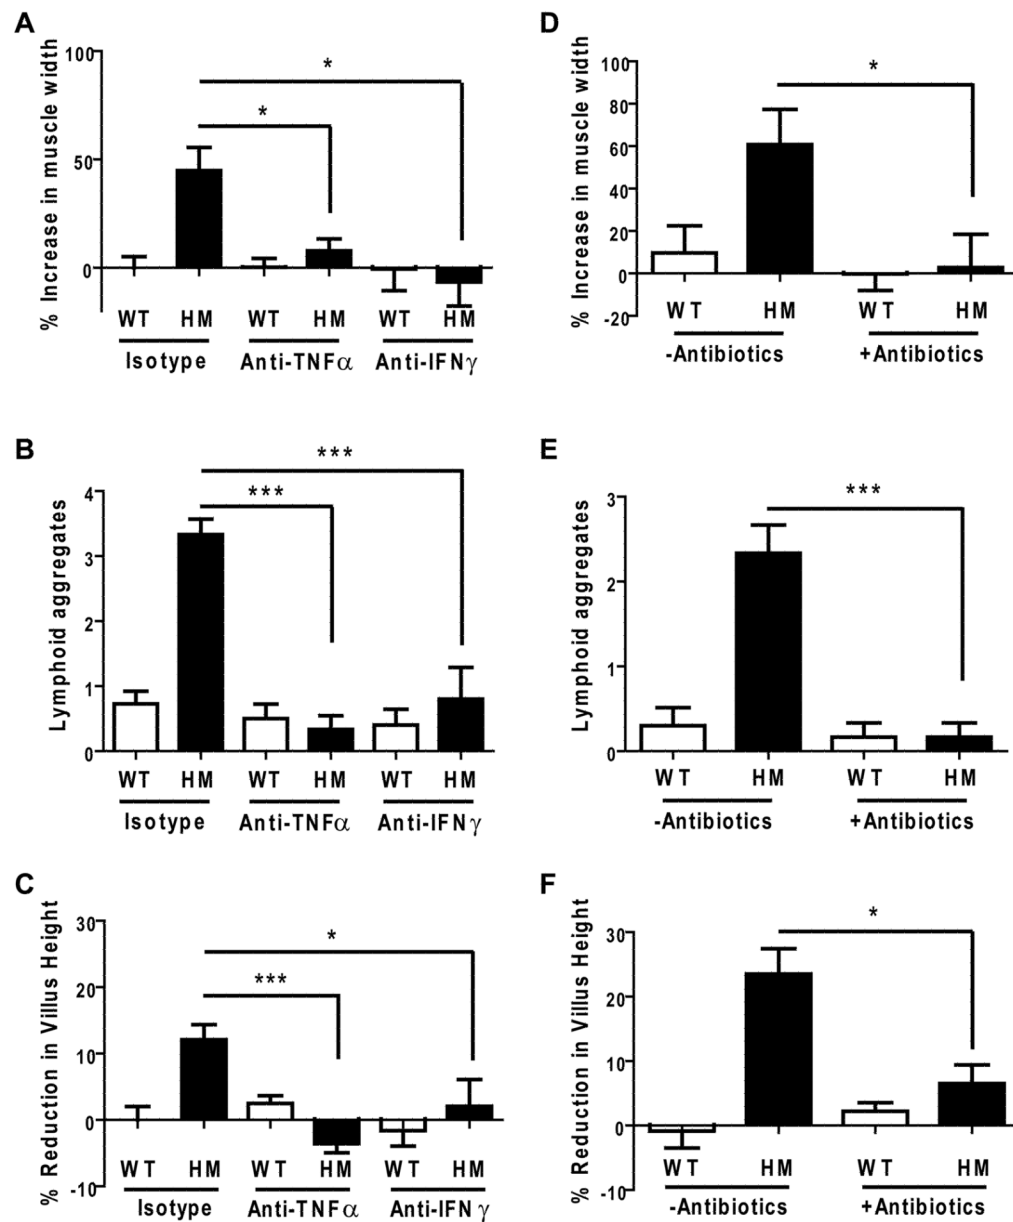 A
% Increase in muscle width
100
50
0
*
*
WT HM WT HM WT HM
Isotype Anti-TNFα Anti-IFNγ
D
% Increase in muscle width
100
80
60
40
20
0
-20
*
WT HM WT HM
-Antibiotics +Antibiotics
B
Lymphoid aggregates
4
3
2
1
0
***
***
WT HM WT HM WT HM
Isotype Anti-TNFα Anti-IFNγ
E
Lymphoid aggregates
3
2
1
0
***
WT HM WT HM
-Antibiotics +Antibiotics
C
% Reduction in Villus Height
30
20
10
0
-10
*
***
WT HM WT HM WT HM
Isotype Anti-TNFα Anti-IFNγ
F
% Reduction in Villus Height
30
20
10
0
-10
*
WT HM WT HM
-Antibiotics +Antibiotics